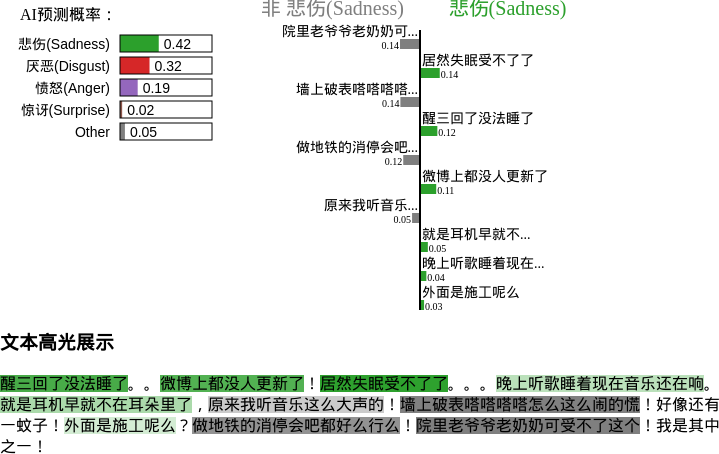 AI预测概率：
悲伤(Sadness) 0.42
厌恶(Disgust) 0.32
愤怒(Anger) 0.19
惊讶(Surprise) 0.02
Other 0.05
非 悲伤(Sadness) 悲伤(Sadness)
院里老爷爷老奶奶可...
0.14
居然失眠受不了了
0.14
墙上破表嗒嗒嗒嗒...
0.14
醒三回了没法睡了
0.12
做地铁的消停会吧...
0.12
微博上都没人更新了
0.11
原来我听音乐...
0.05
就是耳机早就不...
0.05
晚上听歌睡着现在...
0.04
外面是施工呢么
0.03
文本高光展示
醒三回了没法睡了。。微博上都没人更新了！居然失眠受不了了。。。晚上听歌睡着现在音乐还在响。
就是耳机早就不在耳朵里了，原来我听音乐这么大声的！墙上破表嗒嗒嗒嗒怎么这么闹的慌！好像还有
一蚊子！外面是施工呢么？做地铁的消停会吧都好么行么！院里老爷爷老奶奶可受不了这个！我是其中
之一！